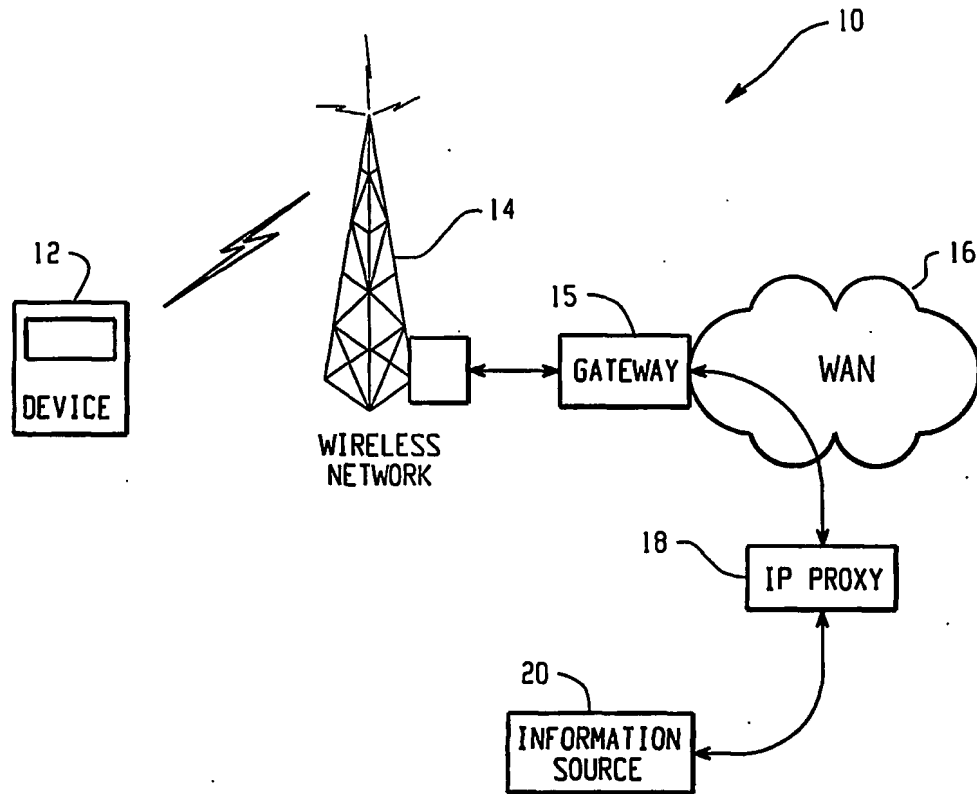 10
14
12
16
15
GATEWAY
WAN
DEVICE
WIRELESS
NETWORK
18
IP PROXY
20
INFORMATION
SOURCE